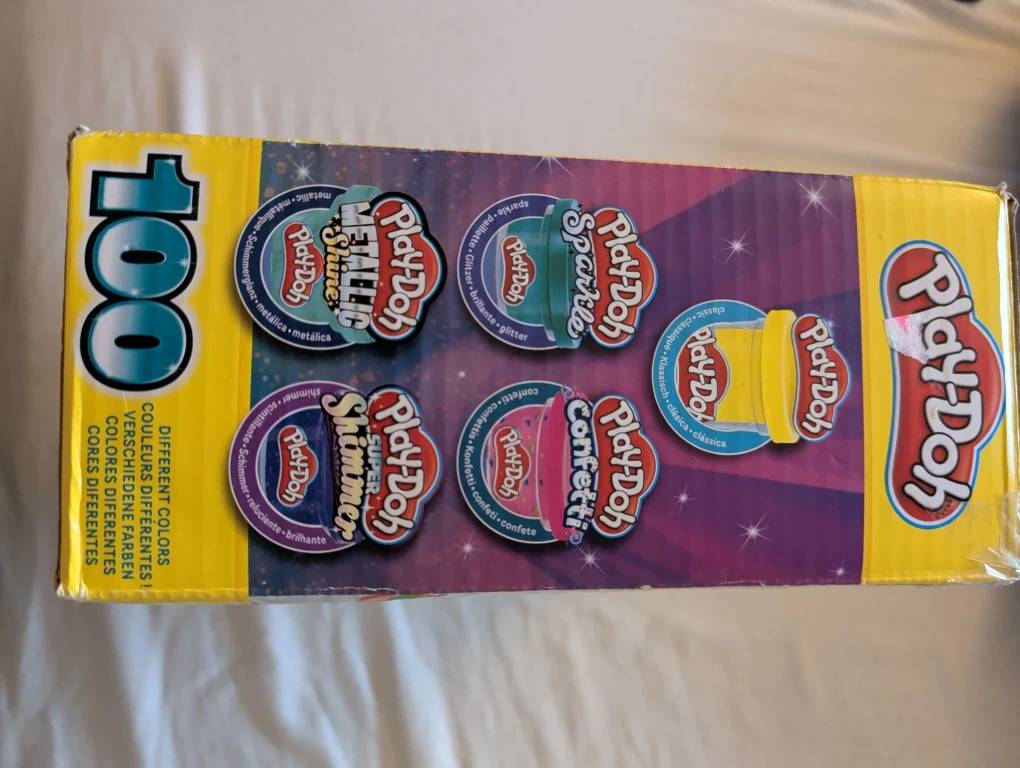 PLAY-DOH
PLAY-DOH
PLAY-DOH
classic • classique • Klassisch • clásica • clássica
PLAY-DOH
Sparkle
PLAY-DOH
sparkle • pailletté • Glitzer • brillante • glitter
PLAY-DOH
confetti
PLAY-DOH
confetti • confettis • Konfetti • confeti • confete
PLAY-DOH
METALLIC
Shine
PLAY-DOH
metallic • métallique • Schimmerglanz • metálica • metálica
PLAY-DOH
SUPER
Shimmer
PLAY-DOH
shimmer • scintillante • Schimmer • reluciente • brilhante
100
DIFFERENT COLORS
COULEURS DIFFÉRENTES !
VERSCHIEDENE FARBEN
COLORES DIFERENTES
CORES DIFERENTES